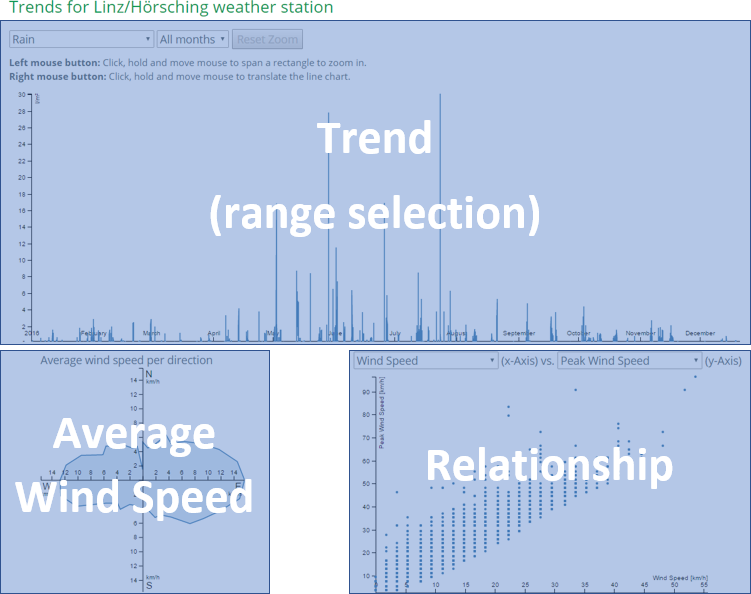 Trends for Linz/Hörsching weather station
Rain All months Reset Zoom
Left mouse button: Click, hold and move mouse to span a rectangle to zoom in.
Right mouse button: Click, hold and move mouse to translate the line chart.
30
28
26
24
22
20
18
16
14
12
10
8
6
4
2
l/m²
Trend
(range selection)
2016 February March April May June July August September October November December
Average wind speed per direction
N
km/h
14
12
10
8
6
4
2
Average
14 12 10 8 6 4 2 2 4 6 8 10 12 14
W E
Wind Speed
6
8
10
12
14
km/h
S
Wind Speed (x-Axis) vs. Peak Wind Speed (y-Axis)
Peak Wind Speed [km/h]
90
80
70
60
50
40
30
20
10
Relationship
Wind Speed [km/h]
5 10 15 20 25 30 35 40 45 50 55